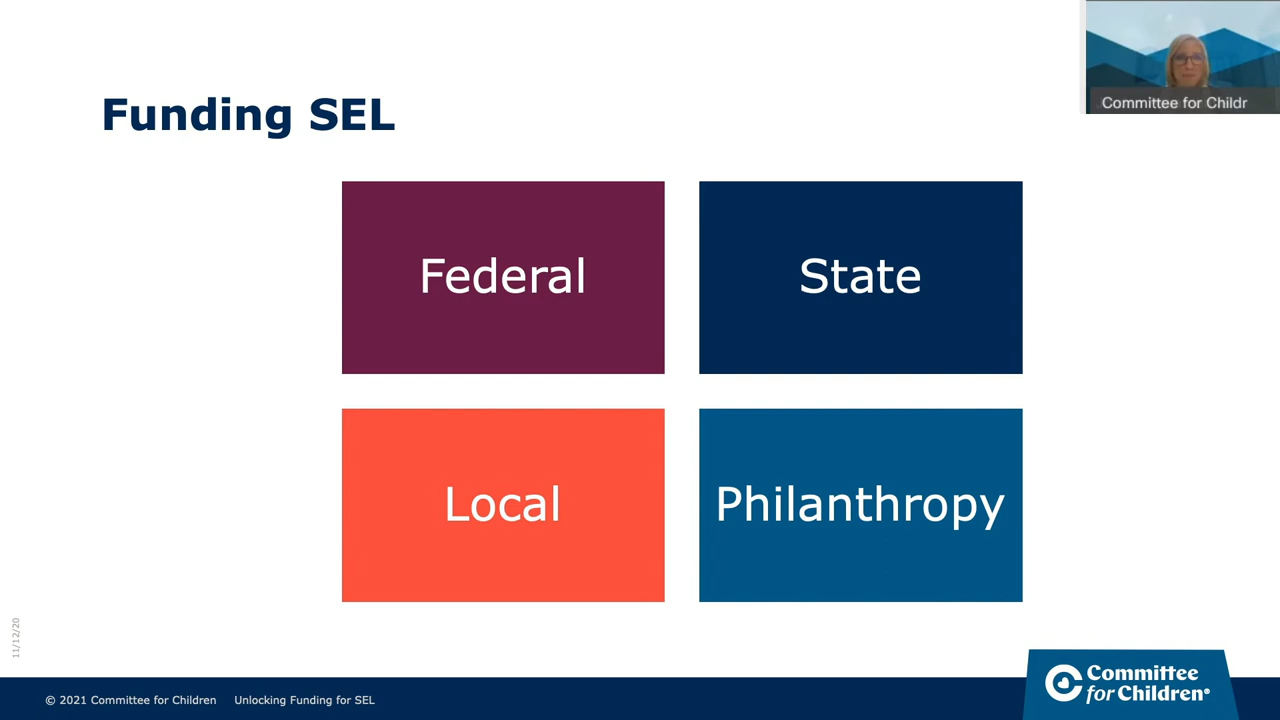 Committee for Childr
Funding SEL
Federal
State
Local
Philanthropy
11/12/20
© 2021 Committee for Children Unlocking Funding for SEL
Committee
for Children®